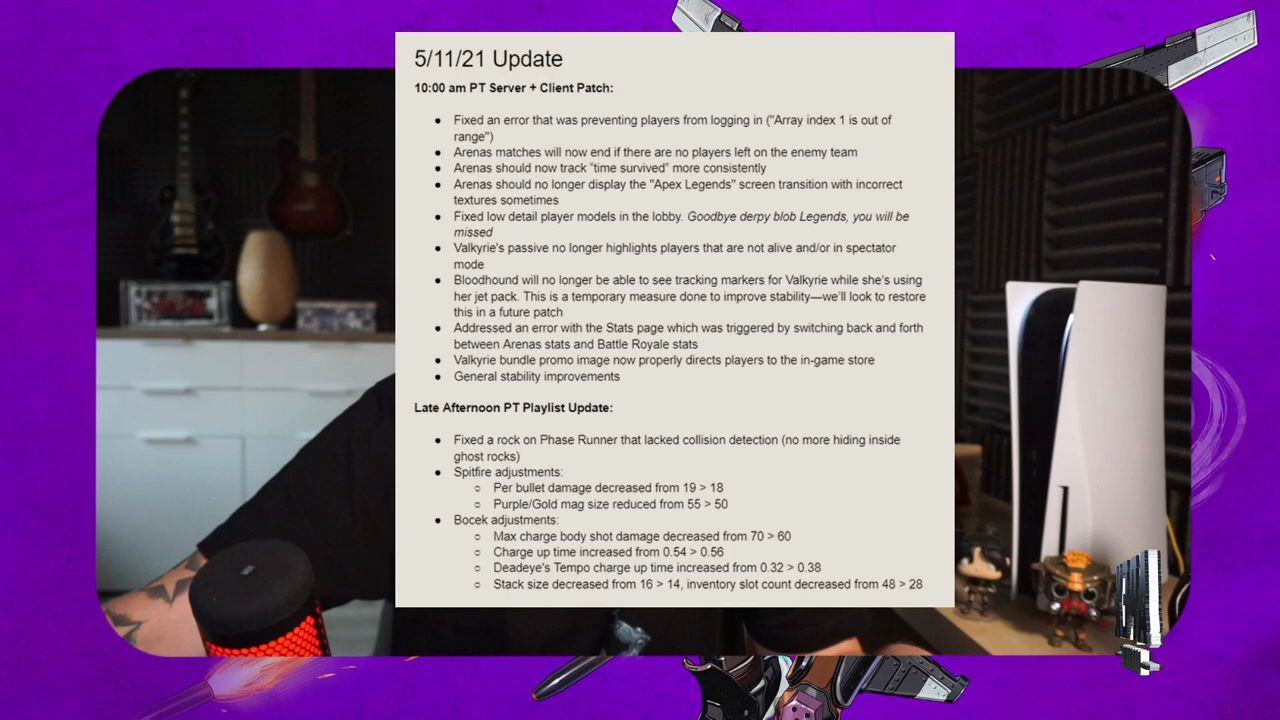 5/11/21 Update
10:00 am PT Server + Client Patch:
● Fixed an error that was preventing players from logging in ("Array index 1 is out of
range")
● Arenas matches will now end if there are no players left on the enemy team
● Arenas should now track “time survived” more consistently
● Arenas should no longer display the "Apex Legends" screen transition with incorrect
textures sometimes
● Fixed low detail player models in the lobby. Goodbye derpy blob Legends, you will be
missed
● Valkyrie's passive no longer highlights players that are not alive and/or in spectator
mode
● Bloodhound will no longer be able to see tracking markers for Valkyrie while she’s using
her jet pack. This is a temporary measure done to improve stability—we’ll look to restore
this in a future patch
● Addressed an error with the Stats page which was triggered by switching back and forth
between Arenas stats and Battle Royale stats
● Valkyrie bundle promo image now properly directs players to the in-game store
● General stability improvements
Late Afternoon PT Playlist Update:
● Fixed a rock on Phase Runner that lacked collision detection (no more hiding inside
ghost rocks)
● Spitfire adjustments:
○ Per bullet damage decreased from 19 > 18
○ Purple/Gold mag size reduced from 55 > 50
● Bocek adjustments:
○ Max charge body shot damage decreased from 70 > 60
○ Charge up time increased from 0.54 > 0.56
○ Deadeye's Tempo charge up time increased from 0.32 > 0.38
○ Stack size decreased from 16 > 14, inventory slot count decreased from 48 > 28